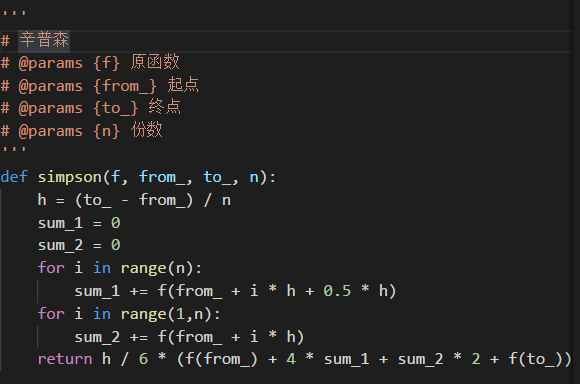 '''
# 辛普森
# @params {f} 原函数
# @params {from_} 起点
# @params {to_} 终点
# @params {n} 份数
'''
def simpson(f, from_, to_, n):
    h = (to_ - from_) / n
    sum_1 = 0
    sum_2 = 0
    for i in range(n):
        sum_1 += f(from_ + i * h + 0.5 * h)
    for i in range(1,n):
        sum_2 += f(from_ + i * h)
    return h / 6 * (f(from_) + 4 * sum_1 + sum_2 * 2 + f(to_))